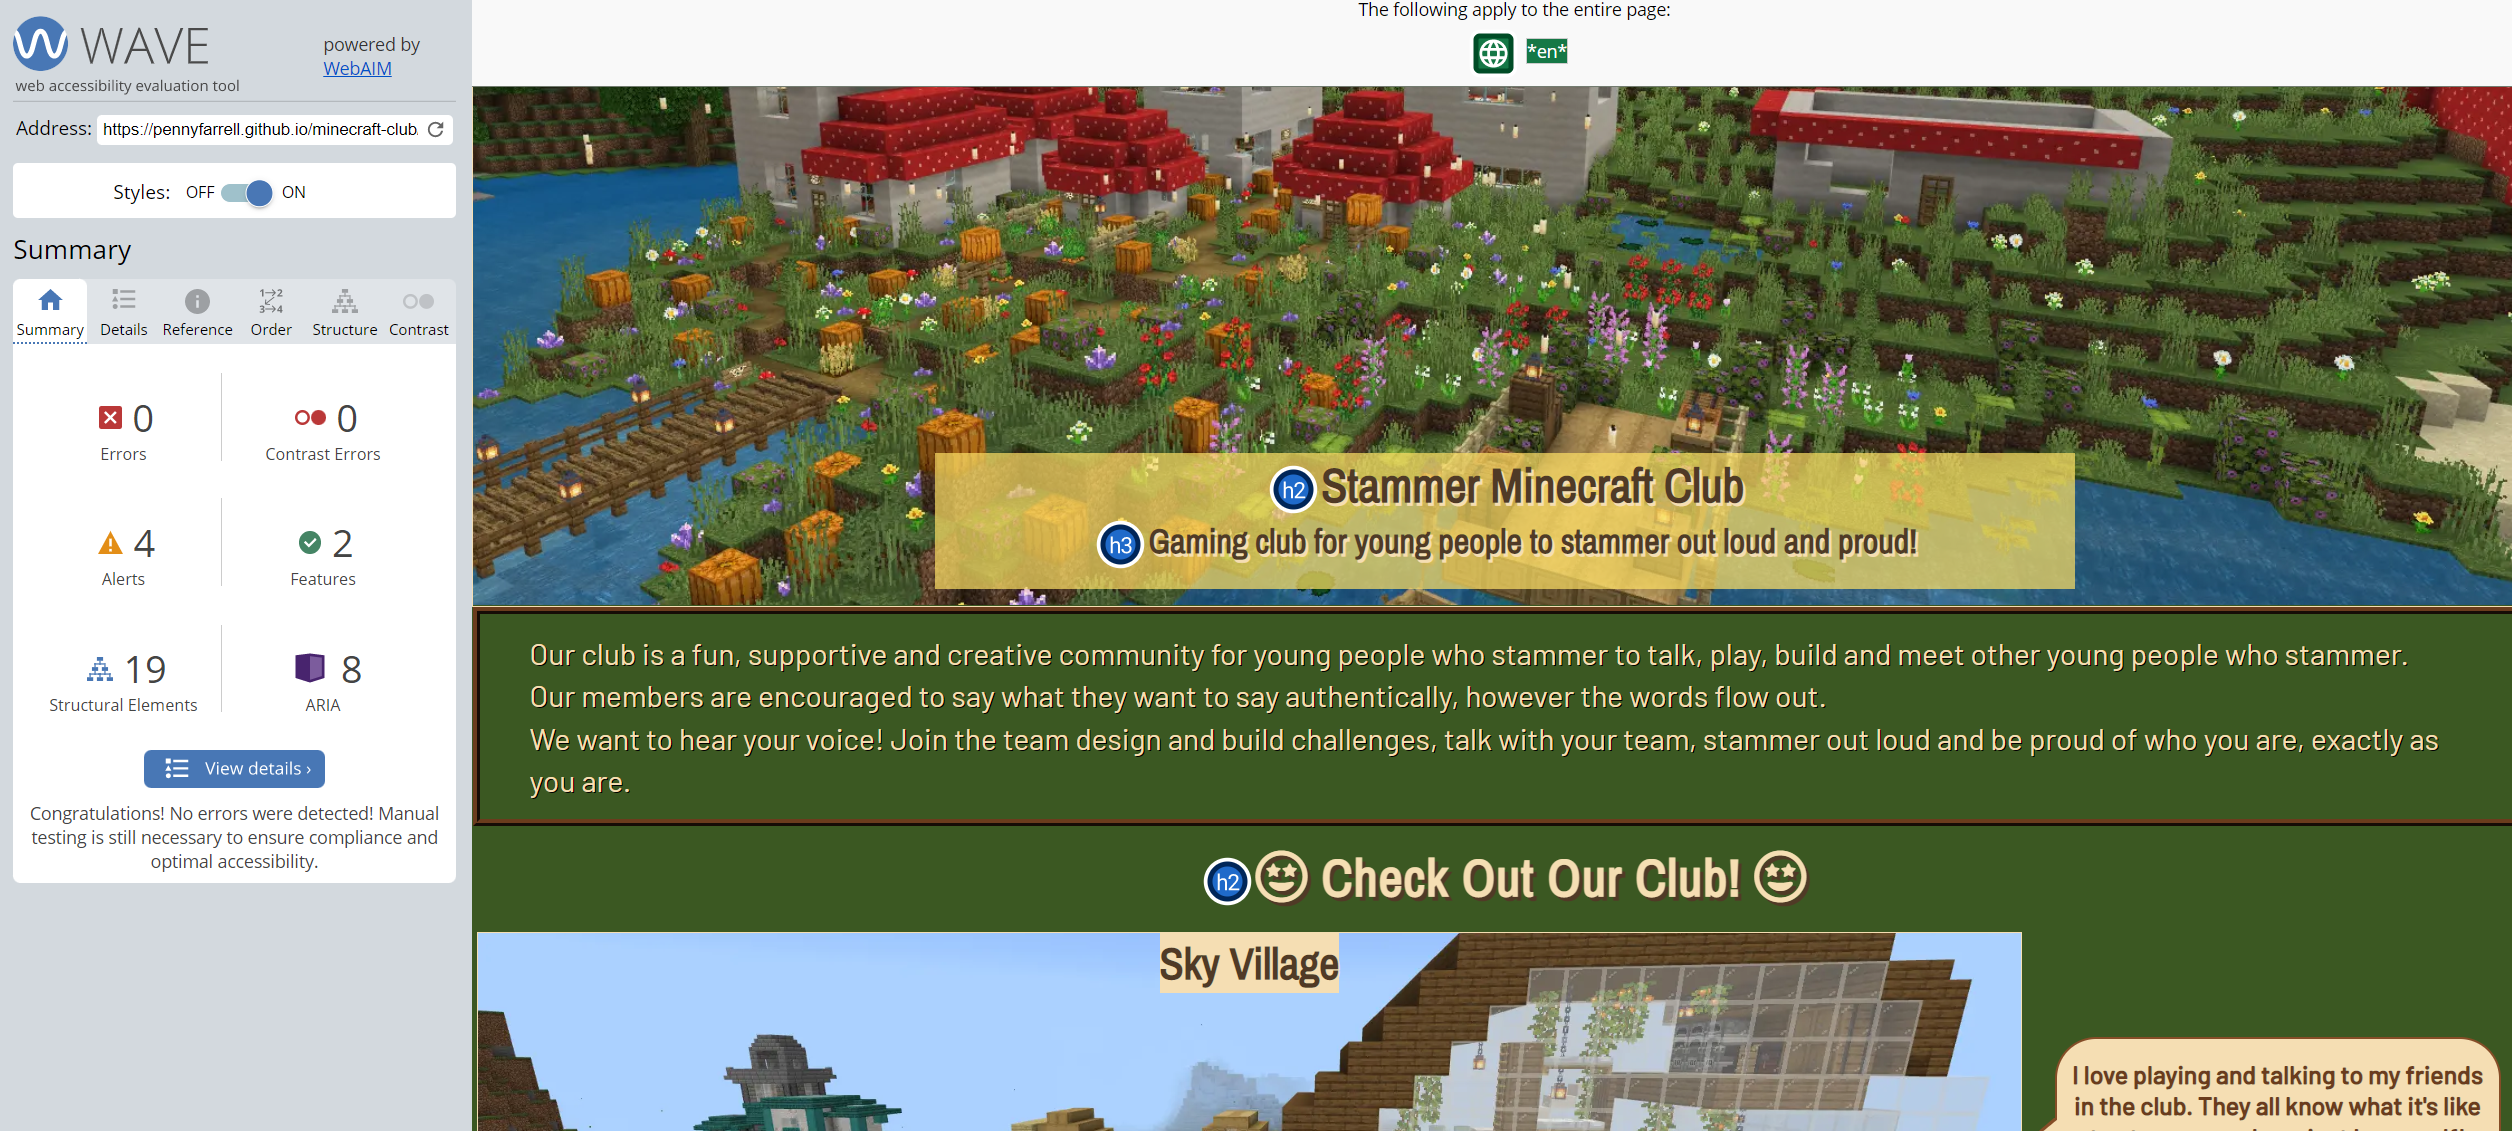 WAVE
powered by
WebAIM
web accessibility evaluation tool
Address: https://pennyfarrell.github.io/minecraft-club
Styles: OFF ON
Summary
Summary Details Reference Order Structure Contrast
0 Errors
0 Contrast Errors
4 Alerts
2 Features
19 Structural Elements
8 ARIA
View details ›
Congratulations! No errors were detected! Manual
testing is still necessary to ensure compliance and
optimal accessibility.
The following apply to the entire page:
*en*
h2 Stammer Minecraft Club
h3 Gaming club for young people to stammer out loud and proud!
Our club is a fun, supportive and creative community for young people who stammer to talk, play, build and meet other young people who stammer.
Our members are encouraged to say what they want to say authentically, however the words flow out.
We want to hear your voice! Join the team design and build challenges, talk with your team, stammer out loud and be proud of who you are, exactly as
you are.
h2 Check Out Our Club!
Sky Village
I love playing and talking to my friends
in the club. They all know what it's like